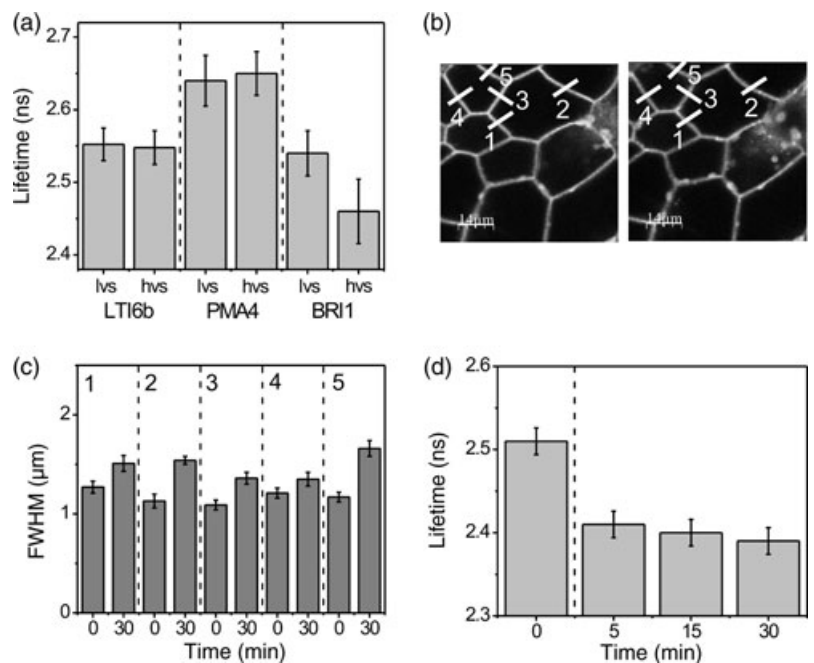 (a)
Lifetime (ns)
2.7
2.6
2.5
2.4
lvs hvs lvs hvs lvs hvs
LTI6b PMA4 BRI1
(b)
5
3
4
2
1
14µm
5
3
4
2
1
14µm
(c)
FWHM (µm)
2
1
0
1 2 3 4 5
0 30 0 30 0 30 0 30 0 30
Time (min)
(d)
Lifetime (ns)
2.6
2.5
2.4
2.3
0 5 15 30
Time (min)